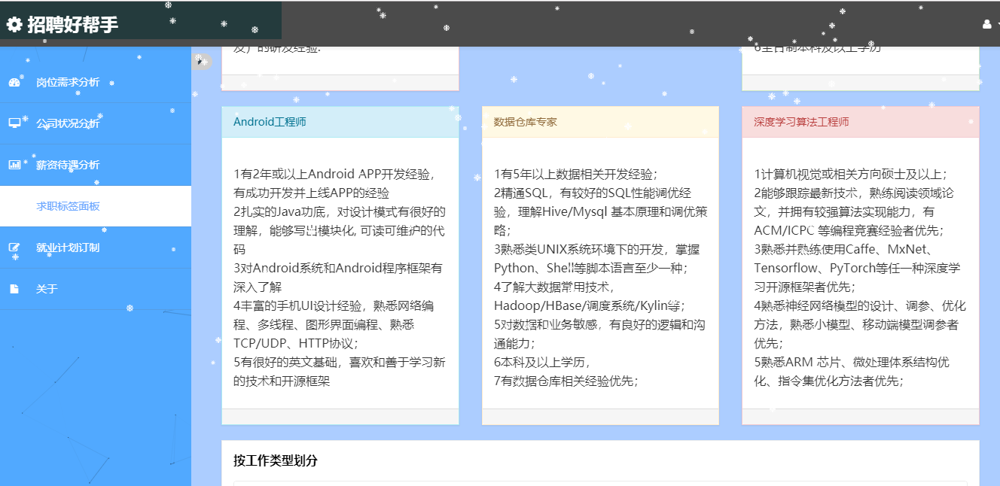 招聘好帮手
岗位需求分析
公司状况分析
薪资待遇分析
求职标签面板
就业计划订制
关于
发）的研发经验.
6全日制本科及以上学历
Android工程师
1有2年或以上Android APP开发经验，
有成功开发并上线APP的经验
2扎实的Java功底，对设计模式有很好的
理解，能够写出模块化, 可读可维护的代
码
3对Android系统和Android程序框架有
深入了解
4丰富的手机UI设计经验，熟悉网络编
程、多线程、图形界面编程、熟悉
TCP/UDP、HTTP协议；
5有很好的英文基础，喜欢和善于学习新
的技术和开源框架
数据仓库专家
1有5年以上数据相关开发经验；
2精通SQL，有较好的SQL性能调优经
验，理解Hive/Mysql 基本原理和调优策
略；
3熟悉类UNIX系统环境下的开发，掌握
Python、Shell等脚本语言至少一种；
4了解大数据常用技术，
Hadoop/HBase/调度系统/Kylin等；
5对数据和业务敏感，有良好的逻辑和沟
通能力；
6本科及以上学历，
7有数据仓库相关经验优先；
深度学习算法工程师
1计算机视觉或相关方向硕士及以上；
2能够跟踪最新技术，熟练阅读领域论
文，并拥有较强算法实现能力，有
ACM/ICPC 等编程竞赛经验者优先；
3熟悉并熟练使用Caffe、MxNet、
Tensorflow、PyTorch等任一种深度学
习开源框架者优先；
4熟悉神经网络模型的设计、调参、优化
方法，熟悉小模型、移动端模型调参者
优先；
5熟悉ARM 芯片、微处理体系结构优
化、指令集优化方法者优先；
按工作类型划分